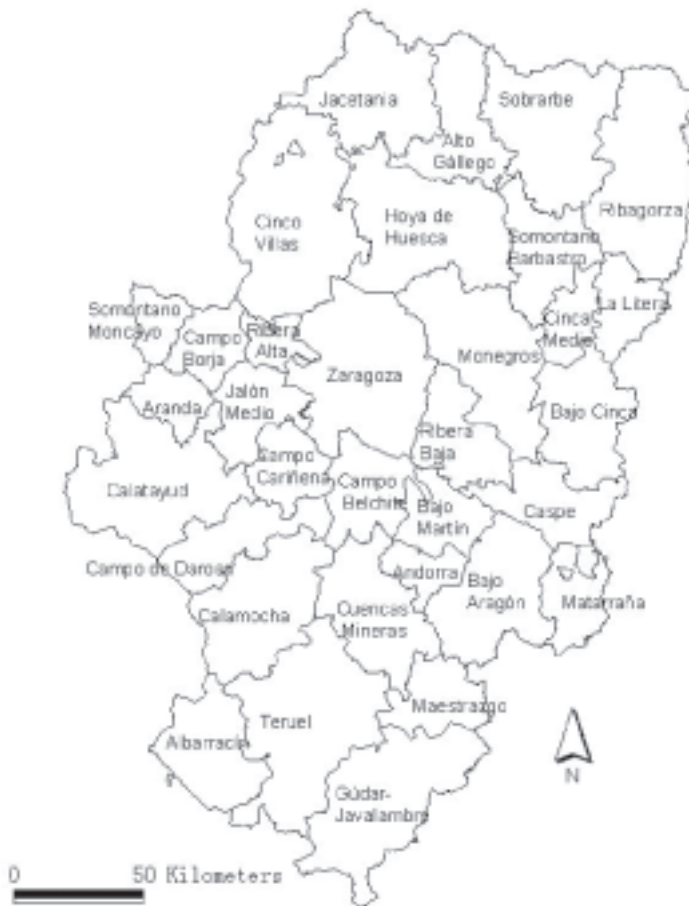 Jacetania
Sobrarbe
Alto
Gállego
Ribagorza
Cinco
Villas
Hoya de
Huesca
Somontano
Barbastro
Somontano
Moncayo
Campo
Borja
Ribera
Alta
La Litera
Cinca
Medio
Monegros
Zaragoza
Aranda
Jalón
Medio
Bajo Cinca
Ribera
Baja
Campo
Cariñena
Calatayud
Campo
Belchite
Bajo
Martín
Caspe
Campo de Daroca
Andorra
Bajo
Aragón
Matarraña
Calamocha
Cuencas
Mineras
Maestrazgo
Teruel
Albarracín
Gúdar-
Javalambre
N
0 50 Kilometers